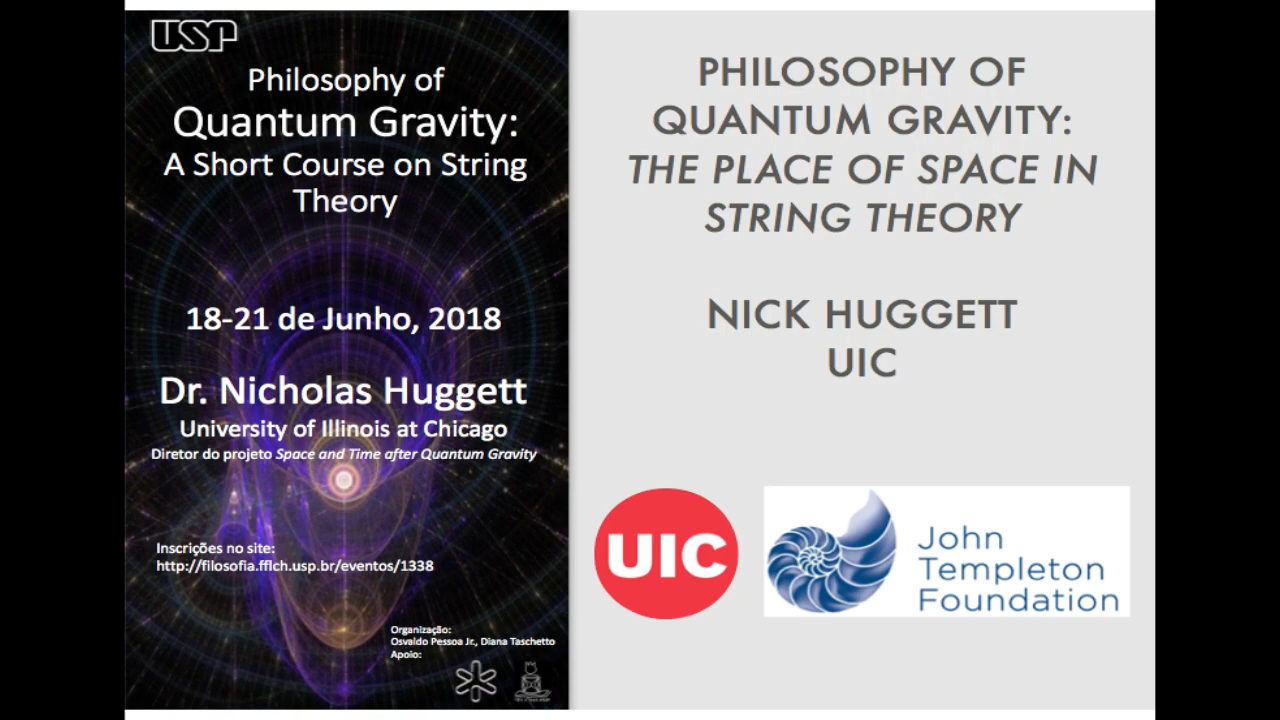 USP
Philosophy of
Quantum Gravity:
A Short Course on String
Theory
18-21 de Junho, 2018
Dr. Nicholas Huggett
University of Illinois at Chicago
Diretor do projeto Space and Time after Quantum Gravity
Inscrições no site:
http://filosofia.fflch.usp.br/eventos/1338
Organização:
Osvaldo Pessoa Jr., Diana Taschetto
Apoio:
PHILOSOPHY OF
QUANTUM GRAVITY:
THE PLACE OF SPACE IN
STRING THEORY
NICK HUGGETT
UIC
UIC
John
Templeton
Foundation